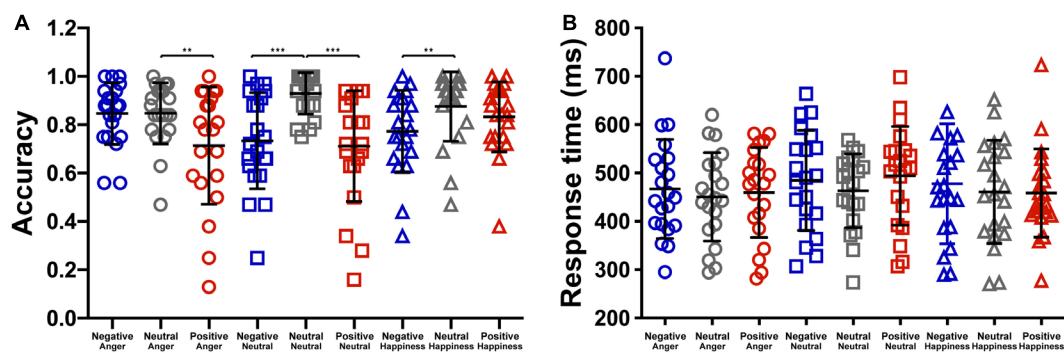 A
Accuracy
1.2
1.0
0.8
0.6
0.4
0.2
0.0
**
***
***
**
Negative
Anger
Neutral
Anger
Positive
Anger
Negative
Neutral
Neutral
Neutral
Positive
Neutral
Negative
Happiness
Neutral
Happiness
Positive
Happiness
B
Response time (ms)
800
700
600
500
400
300
200
Negative
Anger
Neutral
Anger
Positive
Anger
Negative
Neutral
Neutral
Neutral
Positive
Neutral
Negative
Happiness
Neutral
Happiness
Positive
Happiness